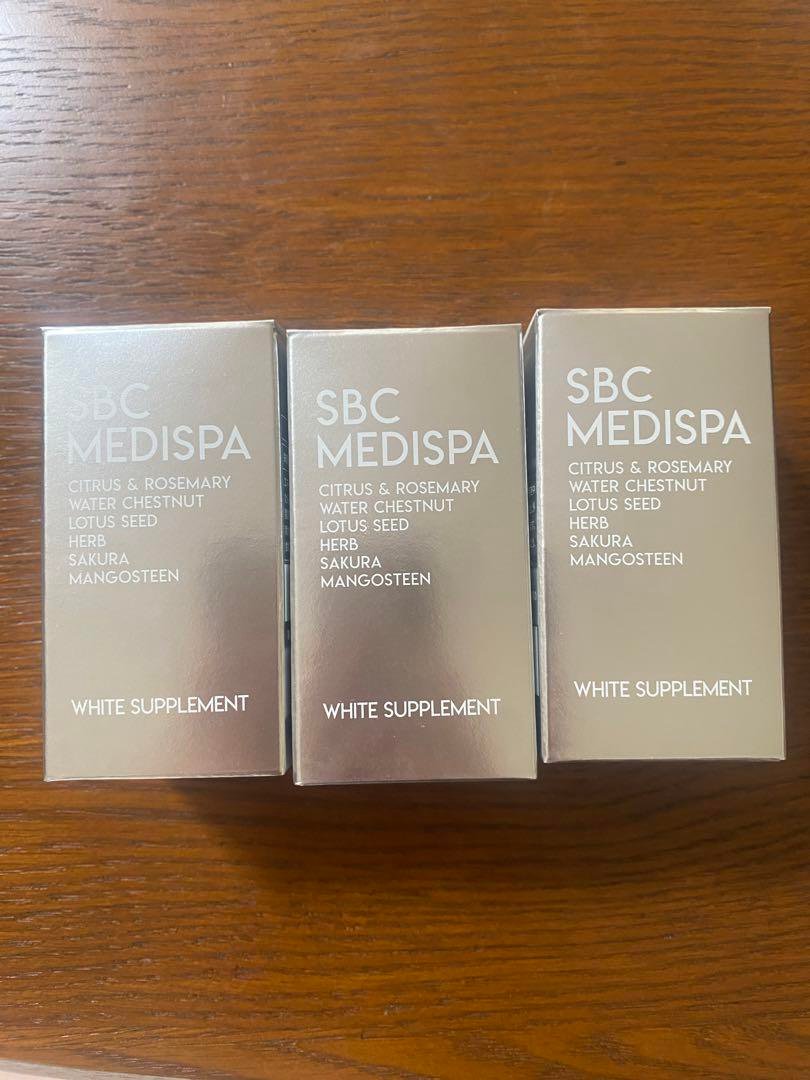 SBC
MEDISPA
CITRUS & ROSEMARY
WATER CHESTNUT
LOTUS SEED
HERB
SAKURA
MANGOSTEEN
WHITE SUPPLEMENT
SBC
MEDISPA
CITRUS & ROSEMARY
WATER CHESTNUT
LOTUS SEED
HERB
SAKURA
MANGOSTEEN
WHITE SUPPLEMENT
SBC
MEDISPA
CITRUS & ROSEMARY
WATER CHESTNUT
LOTUS SEED
HERB
SAKURA
MANGOSTEEN
WHITE SUPPLEMENT